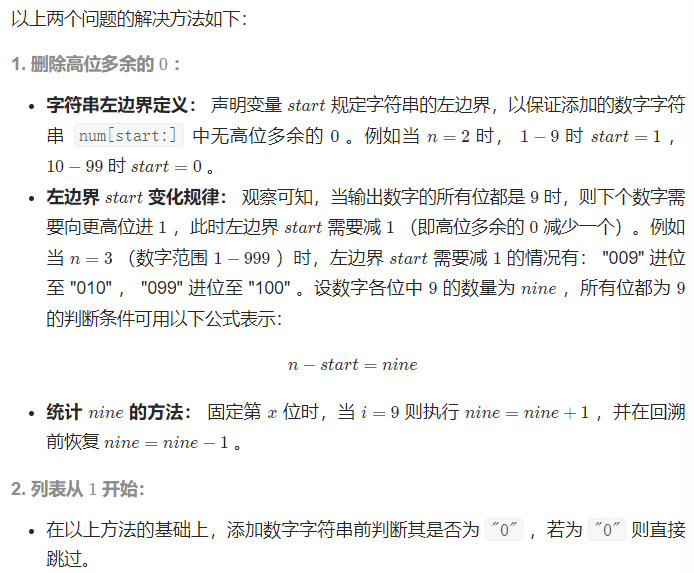 以上两个问题的解决方法如下：
1. 删除高位多余的 0 ：
• 字符串左边界定义： 声明变量 start 规定字符串的左边界，以保证添加的数字字符
串 num[start:] 中无高位多余的 0 。例如当 n = 2 时， 1 − 9 时 start = 1 ，
10 − 99 时 start = 0 。
• 左边界 start 变化规律： 观察可知，当输出数字的所有位都是 9 时，则下个数字需
要向更高位进 1 ，此时左边界 start 需要减 1 （即高位多余的 0 减少一个）。例如
当 n = 3 （数字范围 1 − 999 ）时，左边界 start 需要减 1 的情况有： "009" 进位
至 "010" ， "099" 进位至 "100" 。设数字各位中 9 的数量为 nine ，所有位都为 9
的判断条件可用以下公式表示：
n − start = nine
• 统计 nine 的方法： 固定第 x 位时，当 i = 9 则执行 nine = nine + 1 ，并在回溯
前恢复 nine = nine − 1 。
2. 列表从 1 开始：
• 在以上方法的基础上，添加数字字符串前判断其是否为 "0" ，若为 "0" 则直接
跳过。